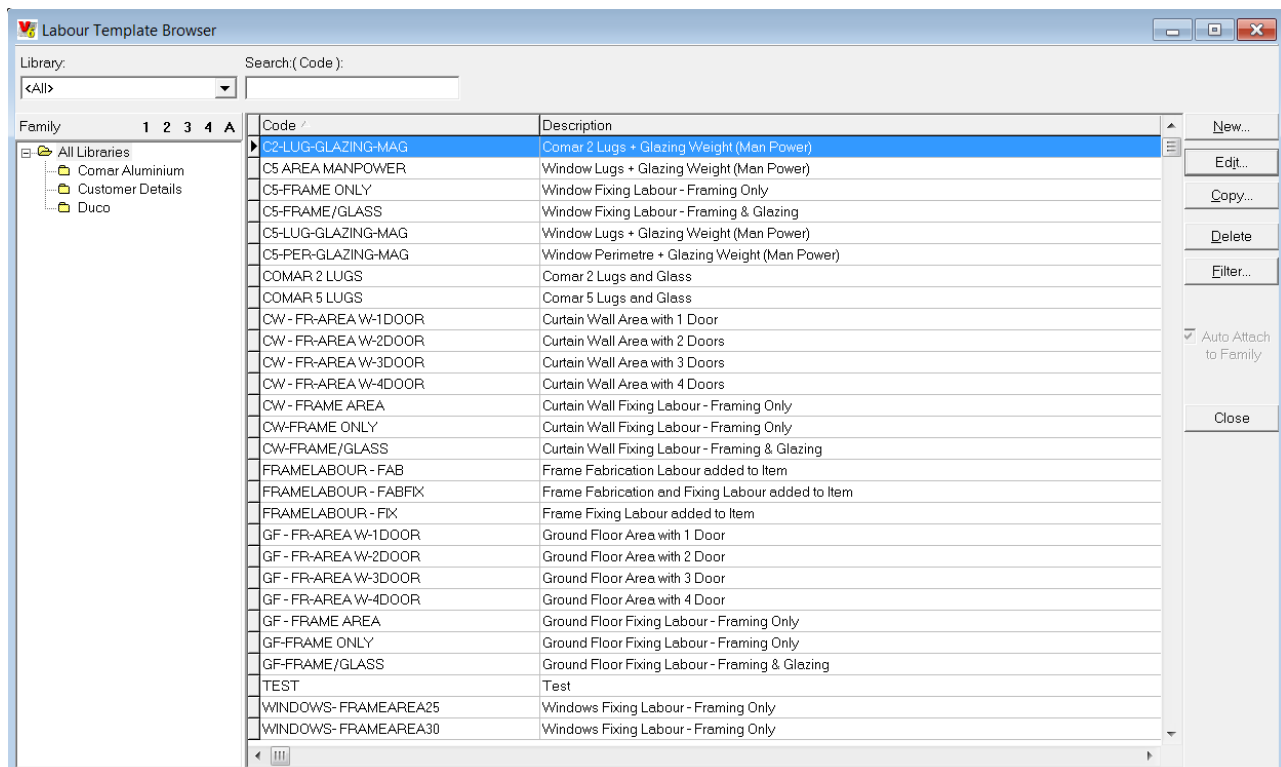 Labour Template Browser
Library: Search:( Code ):
<All>
Family 1 2 3 4 A Code Description
All Libraries
Comar Aluminium
Customer Details
Duco
C2-LUG-GLAZING-MAG Comar 2 Lugs + Glazing Weight (Man Power)
C5 AREA MANPOWER Window Lugs + Glazing Weight (Man Power)
C5-FRAME ONLY Window Fixing Labour - Framing Only
C5-FRAME/GLASS Window Fixing Labour - Framing & Glazing
C5-LUG-GLAZING-MAG Window Lugs + Glazing Weight (Man Power)
C5-PER-GLAZING-MAG Window Perimetre + Glazing Weight (Man Power)
COMAR 2 LUGS Comar 2 Lugs and Glass
COMAR 5 LUGS Comar 5 Lugs and Glass
CW - FR-AREA W-1DOOR Curtain Wall Area with 1 Door
CW - FR-AREA W-2DOOR Curtain Wall Area with 2 Doors
CW - FR-AREA W-3DOOR Curtain Wall Area with 3 Doors
CW - FR-AREA W-4DOOR Curtain Wall Area with 4 Doors
CW - FRAME AREA Curtain Wall Fixing Labour - Framing Only
CW-FRAME ONLY Curtain Wall Fixing Labour - Framing Only
CW-FRAME/GLASS Curtain Wall Fixing Labour - Framing & Glazing
FRAMELABOUR - FAB Frame Fabrication Labour added to Item
FRAMELABOUR - FABFIX Frame Fabrication and Fixing Labour added to Item
FRAMELABOUR - FIX Frame Fixing Labour added to Item
GF - FR-AREA W-1DOOR Ground Floor Area with 1 Door
GF - FR-AREA W-2DOOR Ground Floor Area with 2 Door
GF - FR-AREA W-3DOOR Ground Floor Area with 3 Door
GF - FR-AREA W-4DOOR Ground Floor Area with 4 Door
GF - FRAME AREA Ground Floor Fixing Labour - Framing Only
GF-FRAME ONLY Ground Floor Fixing Labour - Framing Only
GF-FRAME/GLASS Ground Floor Fixing Labour - Framing & Glazing
TEST Test
WINDOWS- FRAMEAREA25 Windows Fixing Labour - Framing Only
WINDOWS- FRAMEAREA30 Windows Fixing Labour - Framing Only
New...
Edit...
Copy...
Delete
Filter...
Auto Attach
to Family
Close